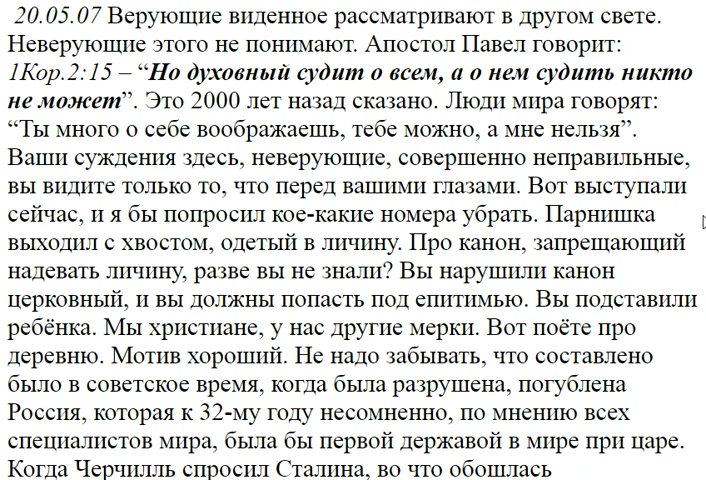 20.05.07 Верующие виденное рассматривают в другом свете.
Неверующие этого не понимают. Апостол Павел говорит:
1Кор.2:15 – “Но духовный судит о всем, а о нем судить никто
не может”. Это 2000 лет назад сказано. Люди мира говорят:
“Ты много о себе воображаешь, тебе можно, а мне нельзя”.
Ваши суждения здесь, неверующие, совершенно неправильные,
вы видите только то, что перед вашими глазами. Вот выступали
сейчас, и я бы попросил кое-какие номера убрать. Парнишка
выходил с хвостом, одетый в личину. Про канон, запрещающий
надевать личину, разве вы не знали? Вы нарушили канон
церковный, и вы должны попасть под епитимью. Вы подставили
ребёнка. Мы христиане, у нас другие мерки. Вот поёте про
деревню. Мотив хороший. Не надо забывать, что составлено
было в советское время, когда была разрушена, погублена
Россия, которая к 32-му году несомненно, по мнению всех
специалистов мира, была бы первой державой в мире при царе.
Когда Черчилль спросил Сталина, во что обошлась